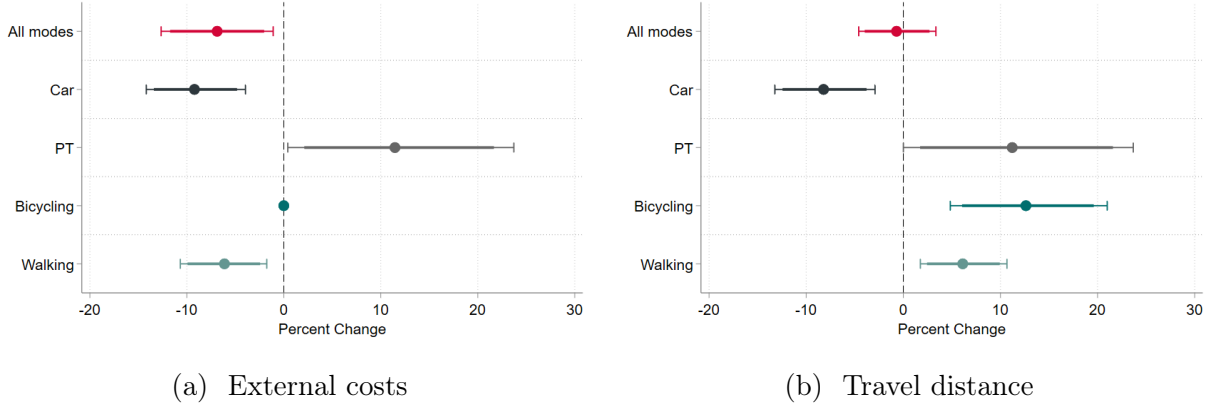 All modes
Car
PT
Bicycling
Walking
-20 -10 0 10 20 30
Percent Change
(a) External costs
All modes
Car
PT
Bicycling
Walking
-20 -10 0 10 20 30
Percent Change
(b) Travel distance